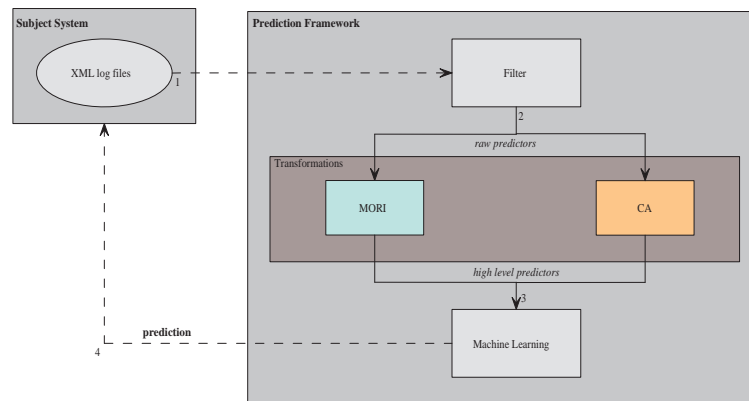 Subject System
Prediction Framework
XML log files
1
Filter
2
raw predictors
Transformations
MORI
CA
high level predictors
3
prediction
Machine Learning
4